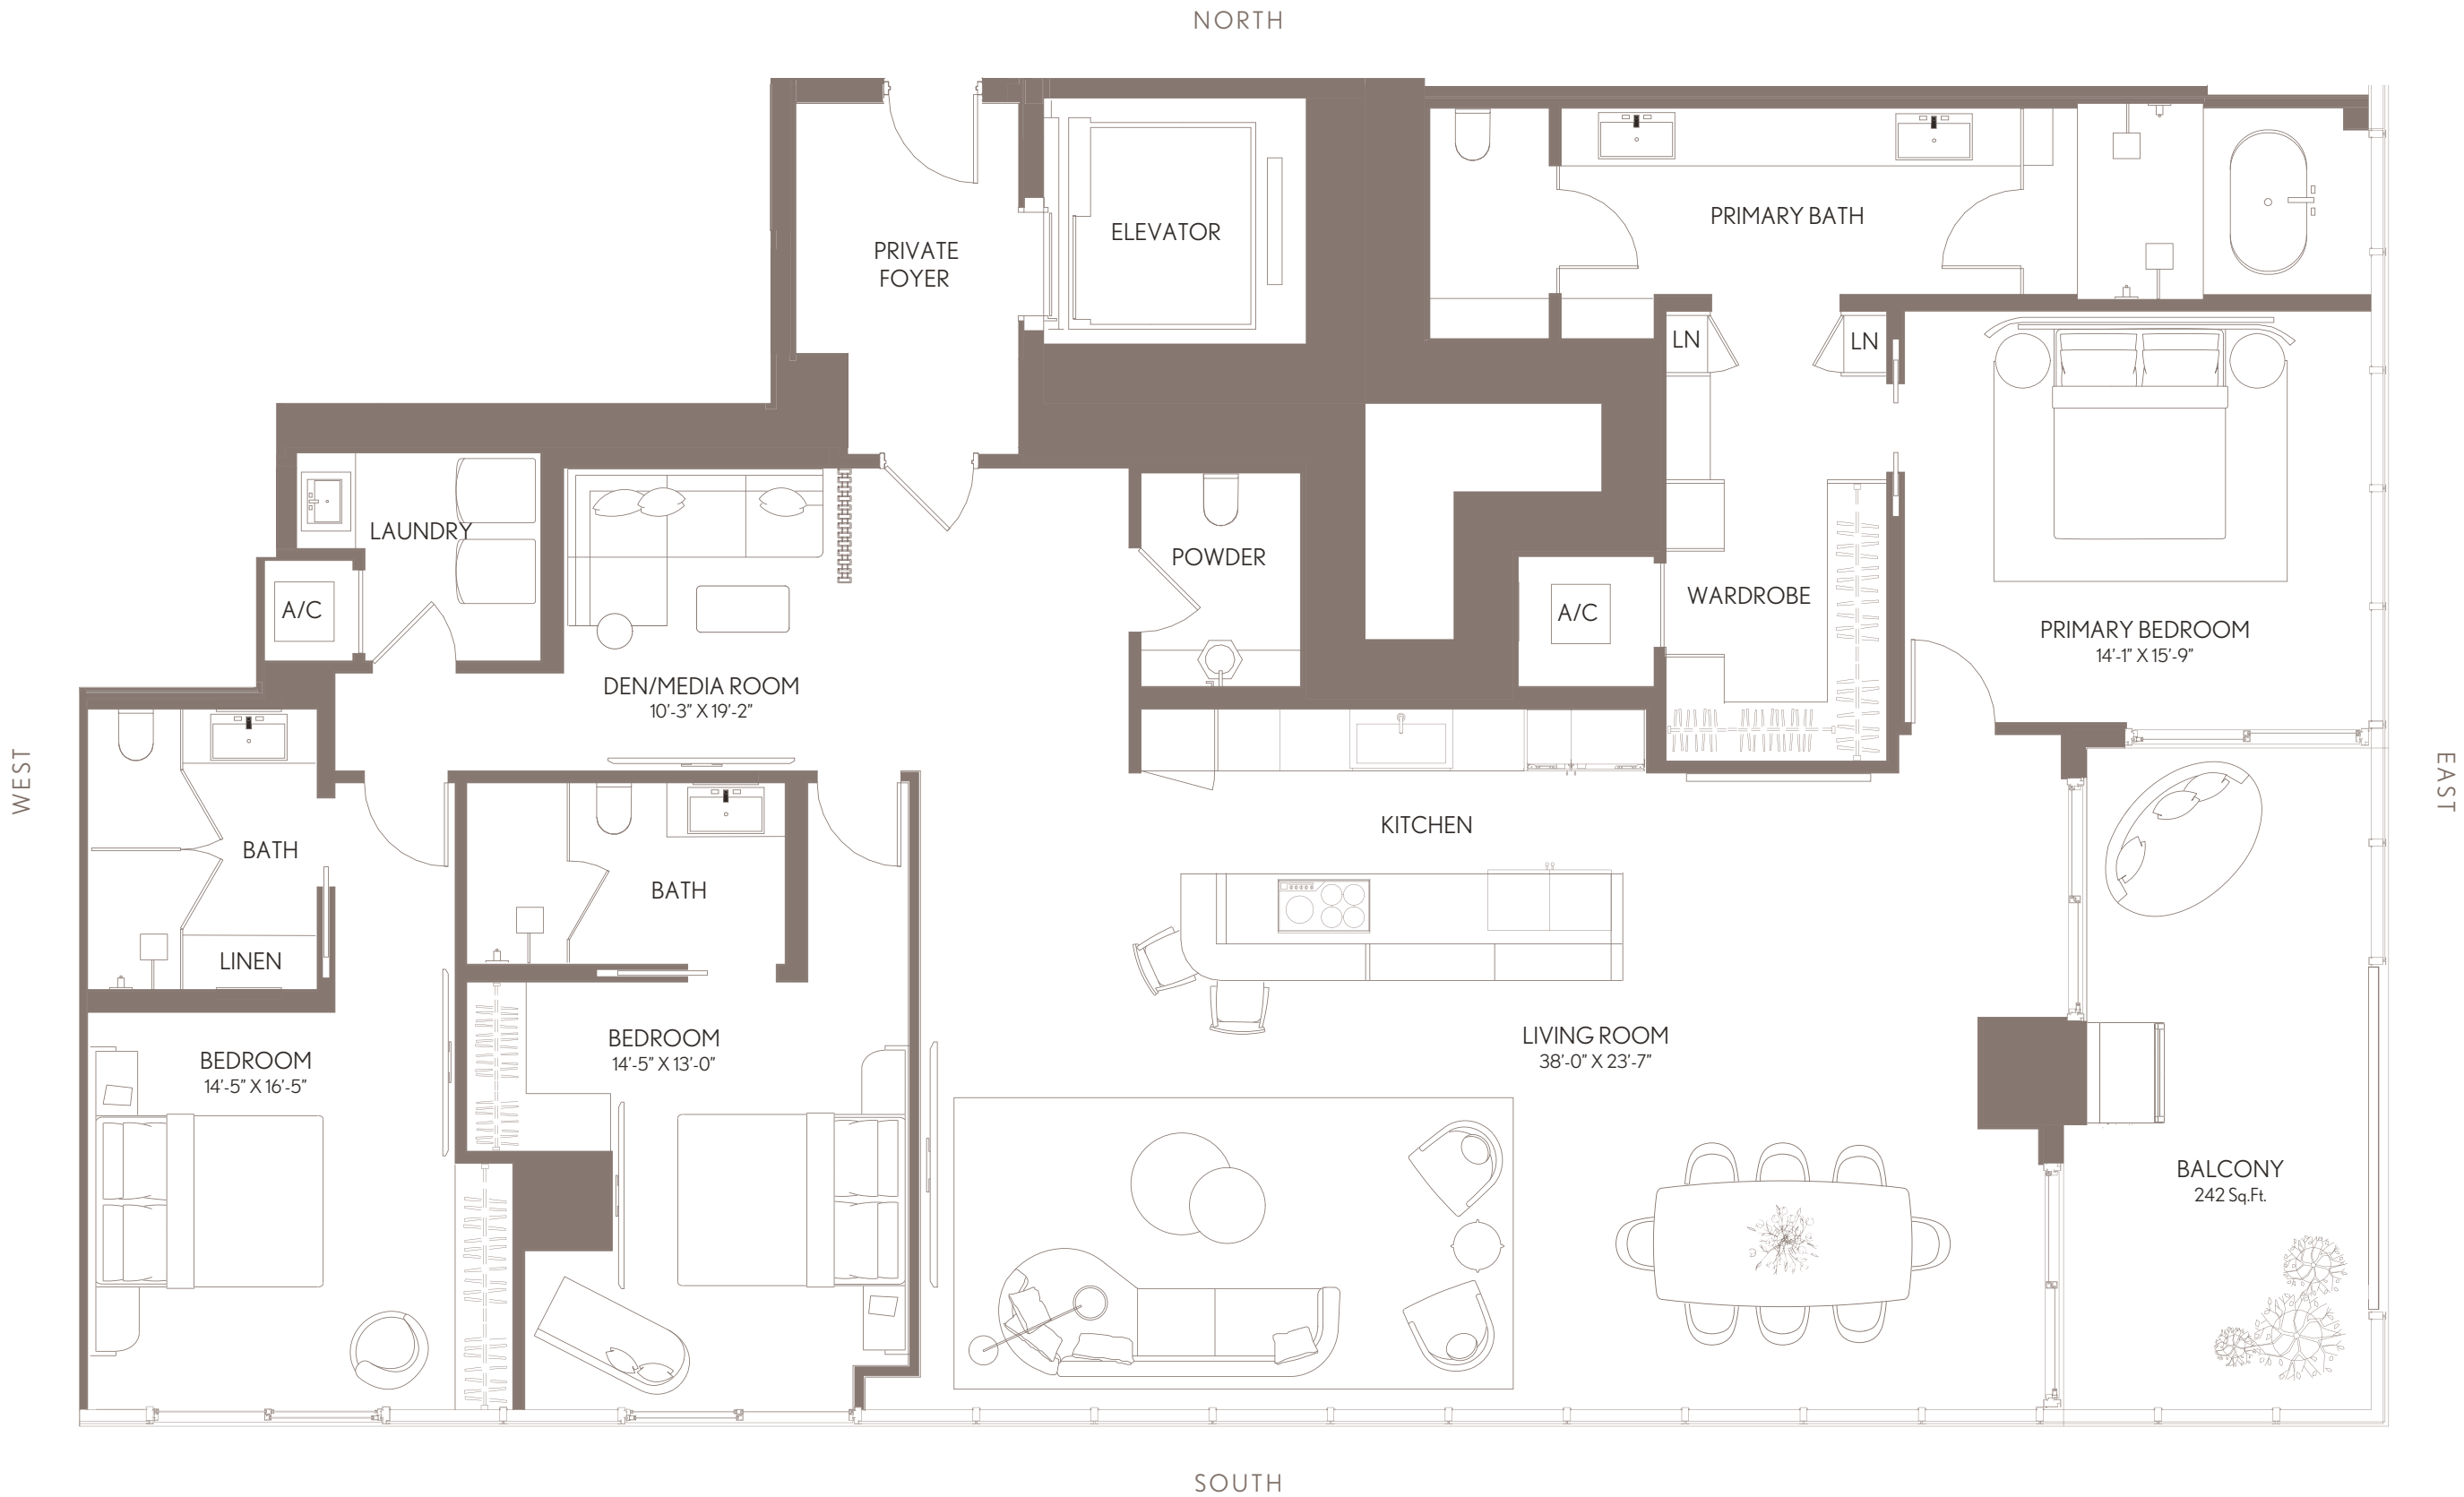 NORTH
PRIVATE
FOYER
ELEVATOR
PRIMARY BATH
LN
LN
LAUNDRY
A/C
POWDER
A/C
WARDROBE
PRIMARY BEDROOM
14'-1" X 15'-9"
DEN/MEDIA ROOM
10'-3" X 19'-2"
WEST
EAST
BATH
BATH
KITCHEN
LINEN
BEDROOM
14'-5" X 16'-5"
BEDROOM
14'-5" X 13'-0"
LIVING ROOM
38'-0" X 23'-7"
BALCONY
242 Sq.Ft.
SOUTH